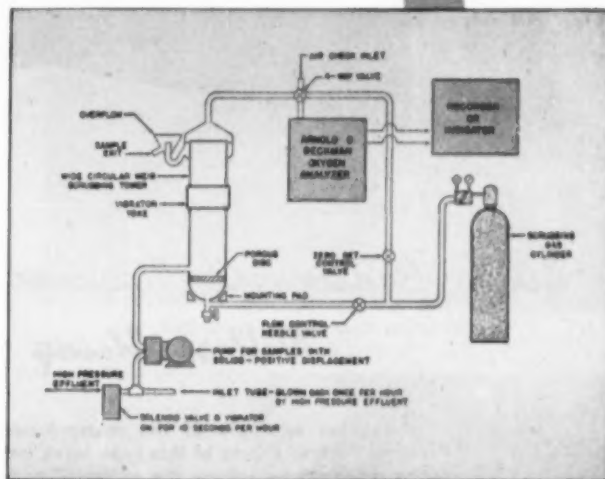 AIR CHECK INLET
4-WAY VALVE
OVERFLOW
SAMPLE
EXIT
WIDE CIRCULAR WEIR
SCRUBBING TOWER
VIBRATOR
YOKE
ARNOLD O
BECKMAN
OXYGEN
ANALYZER
RECORDER
OR
INDICATOR
POROUS
DISC
ZERO SET
CONTROL
VALVE
SCRUBBING
GAS
CYLINDER
MOUNTING PAD
FLOW CONTROL
NEEDLE VALVE
PUMP FOR SAMPLES WITH
SOLIDS-POSITIVE DISPLACEMENT
HIGH PRESSURE
EFFLUENT
INLET TUBE-BLOWN BACK ONCE PER HOUR
BY HIGH PRESSURE EFFLUENT
SOLENOID VALVE & VIBRATOR
ON FOR 10 SECONDS PER HOUR